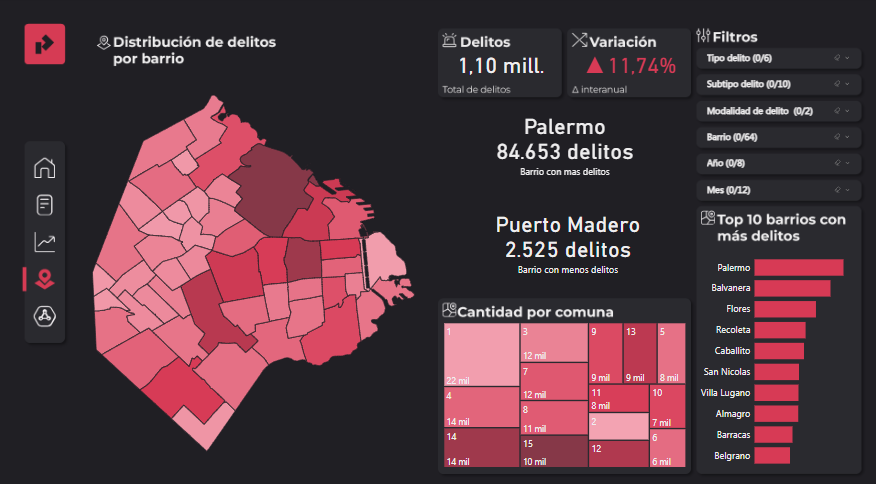 Distribución de delitos
por barrio
Delitos
1,10 mill.
Total de delitos
Variación
▲ 11,74%
Δ interanual
Palermo
84.653 delitos
Barrio con mas delitos
Puerto Madero
2.525 delitos
Barrio con menos delitos
Cantidad por comuna
1
22 mil
4
14 mil
14
14 mil
3
12 mil
7
12 mil
8
11 mil
15
10 mil
9
9 mil
13
9 mil
5
8 mil
11
8 mil
2
12
10
7 mil
6
6 mil
Filtros
Tipo delito (0/6)
Subtipo delito (0/10)
Modalidad de delito (0/2)
Barrio (0/64)
Año (0/8)
Mes (0/12)
Top 10 barrios con
más delitos
Palermo
Balvanera
Flores
Recoleta
Caballito
San Nicolas
Villa Lugano
Almagro
Barracas
Belgrano